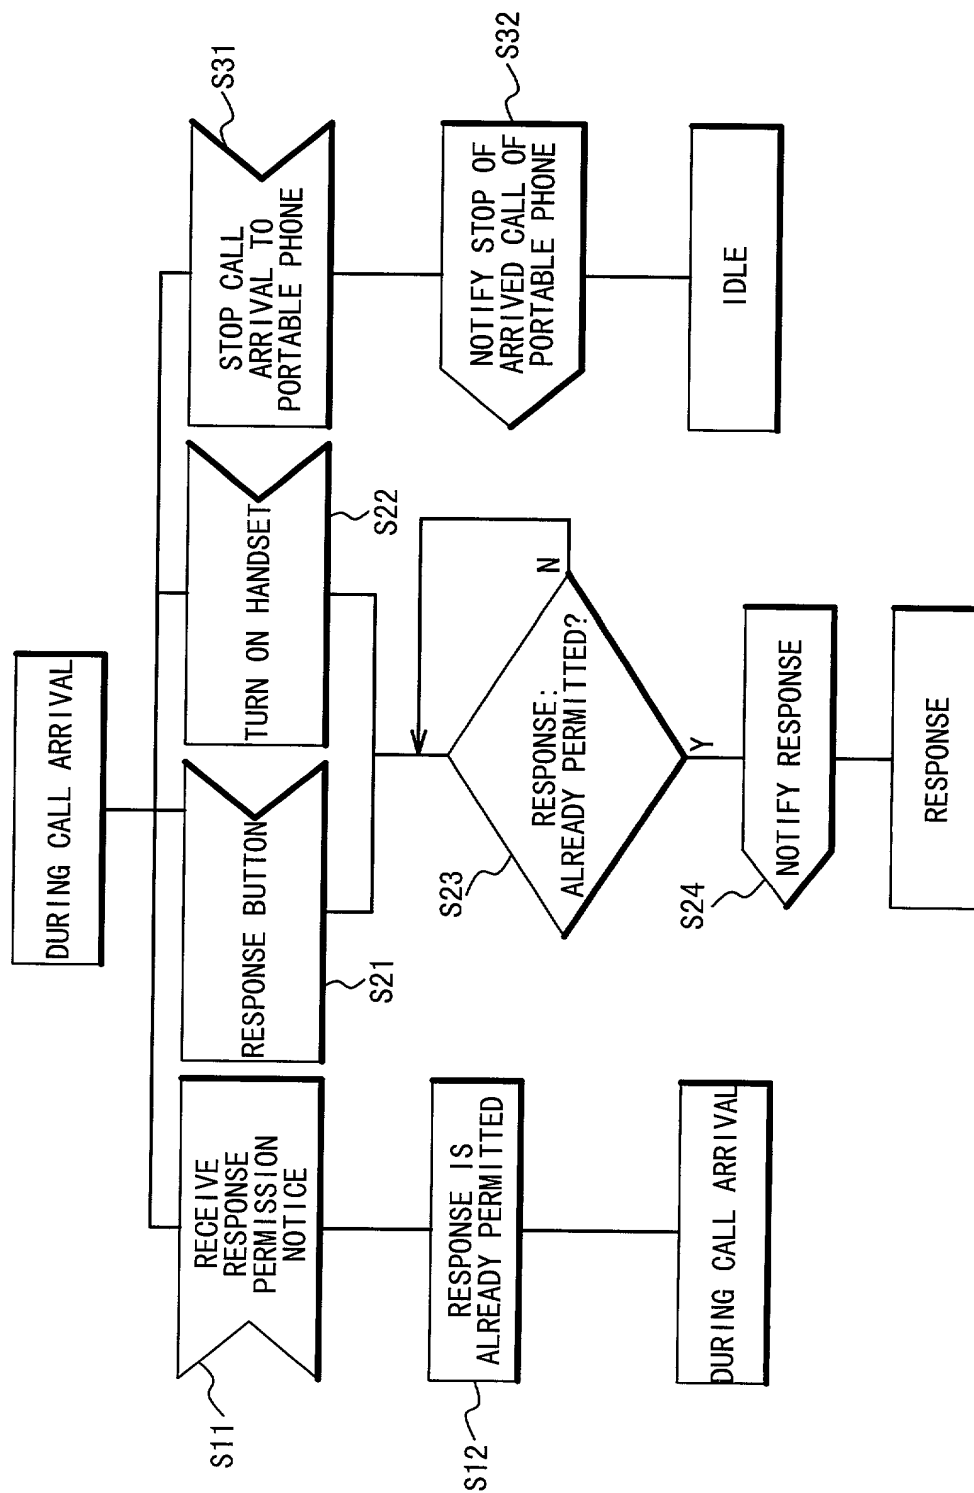 DURING CALL ARRIVAL
RECEIVE
RESPONSE
PERMISSION
NOTICE
S11
RESPONSE IS
ALREADY PERMITTED
S12
DURING CALL ARRIVAL
RESPONSE BUTTON
S21
TURN ON HANDSET
S22
RESPONSE:
ALREADY PERMITTED?
S23
N
Y
NOTIFY RESPONSE
S24
RESPONSE
STOP CALL
ARRIVAL TO
PORTABLE PHONE
S31
NOTIFY STOP OF
ARRIVED CALL OF
PORTABLE PHONE
S32
IDLE